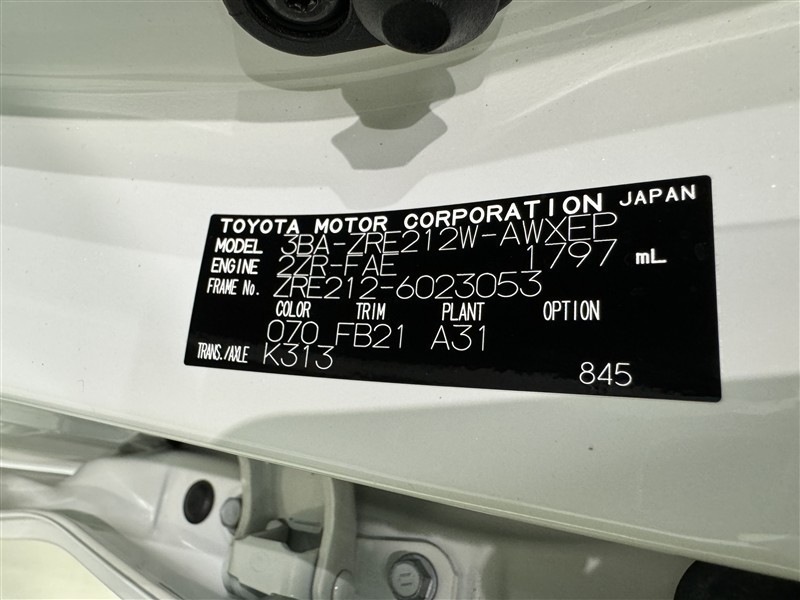 TOYOTA MOTOR CORPORATION JAPAN
MODEL 3BA-ZRE212W-AWXEP
ENGINE 2ZR-FAE 1797 mL
FRAME No. ZRE212-6023053
COLOR TRIM PLANT OPTION
070 FB21 A31
TRANS./AXLE K313
845